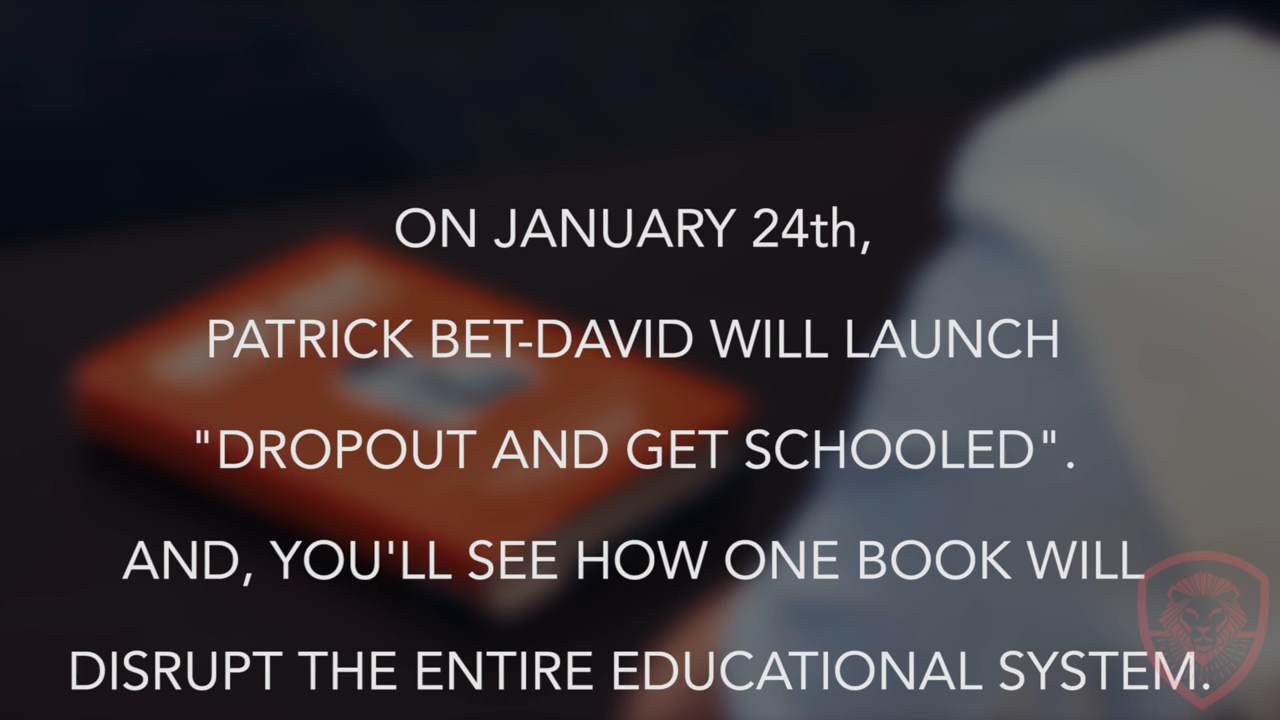 ON JANUARY 24th,
PATRICK BET-DAVID WILL LAUNCH
"DROPOUT AND GET SCHOOLED".
AND, YOU'LL SEE HOW ONE BOOK WILL
DISRUPT THE ENTIRE EDUCATIONAL SYSTEM.